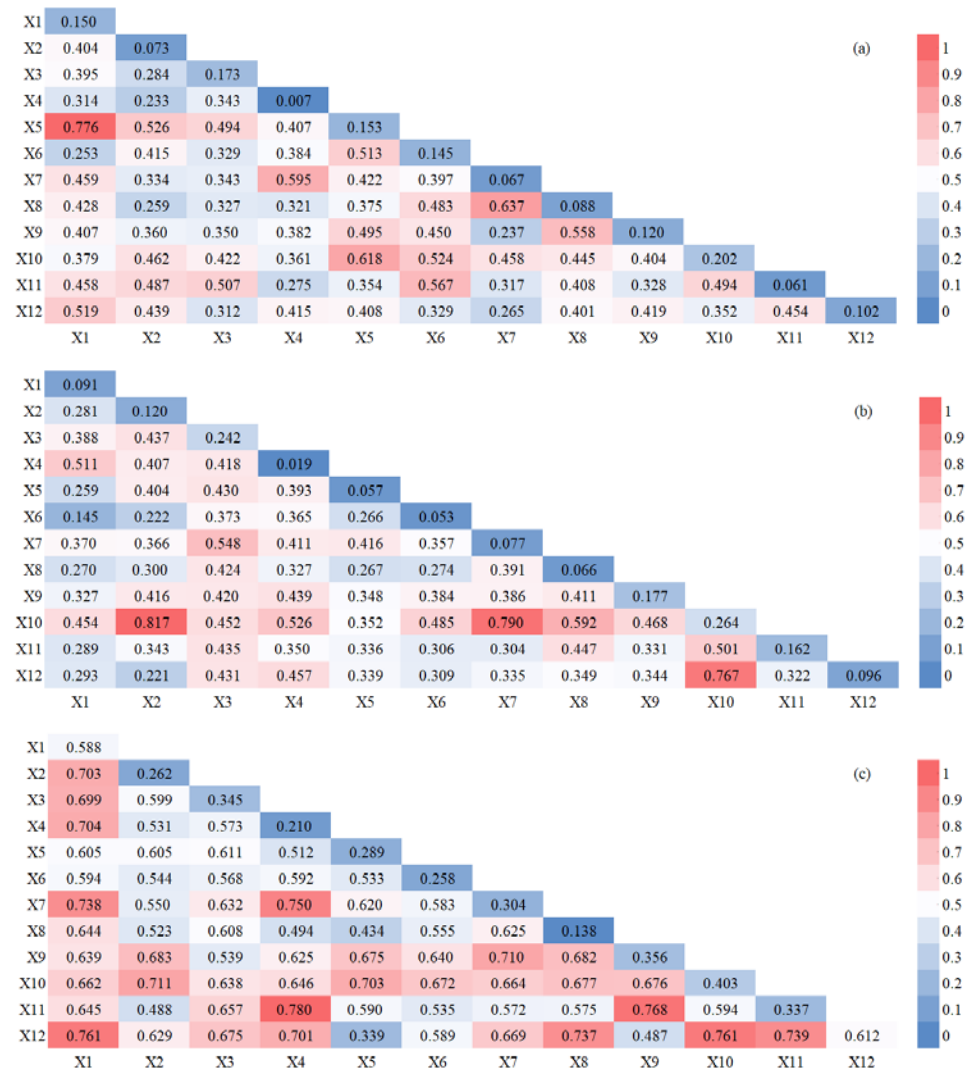 X1 0.150
X2 0.404 0.073 (a) 1
X3 0.395 0.284 0.173 0.9
X4 0.314 0.233 0.343 0.007 0.8
X5 0.776 0.526 0.494 0.407 0.153 0.7
X6 0.253 0.415 0.329 0.384 0.513 0.145 0.6
X7 0.459 0.334 0.343 0.595 0.422 0.397 0.067 0.5
X8 0.428 0.259 0.327 0.321 0.375 0.483 0.637 0.088 0.4
X9 0.407 0.360 0.350 0.382 0.495 0.450 0.237 0.558 0.120 0.3
X10 0.379 0.462 0.422 0.361 0.618 0.524 0.458 0.445 0.404 0.202 0.2
X11 0.458 0.487 0.507 0.275 0.354 0.567 0.317 0.408 0.328 0.494 0.061 0.1
X12 0.519 0.439 0.312 0.415 0.408 0.329 0.265 0.401 0.419 0.352 0.454 0.102 0
X1 X2 X3 X4 X5 X6 X7 X8 X9 X10 X11 X12
X1 0.091
X2 0.281 0.120 (b) 1
X3 0.388 0.437 0.242 0.9
X4 0.511 0.407 0.418 0.019 0.8
X5 0.259 0.404 0.430 0.393 0.057 0.7
X6 0.145 0.222 0.373 0.365 0.266 0.053 0.6
X7 0.370 0.366 0.548 0.411 0.416 0.357 0.077 0.5
X8 0.270 0.300 0.424 0.327 0.267 0.274 0.391 0.066 0.4
X9 0.327 0.416 0.420 0.439 0.348 0.384 0.386 0.411 0.177 0.3
X10 0.454 0.817 0.452 0.526 0.352 0.485 0.790 0.592 0.468 0.264 0.2
X11 0.289 0.343 0.435 0.350 0.336 0.306 0.304 0.447 0.331 0.501 0.162 0.1
X12 0.293 0.221 0.431 0.457 0.339 0.309 0.335 0.349 0.344 0.767 0.322 0.096 0
X1 X2 X3 X4 X5 X6 X7 X8 X9 X10 X11 X12
X1 0.588
X2 0.703 0.262 (c) 1
X3 0.699 0.599 0.345 0.9
X4 0.704 0.531 0.573 0.210 0.8
X5 0.605 0.605 0.611 0.512 0.289 0.7
X6 0.594 0.544 0.568 0.592 0.533 0.258 0.6
X7 0.738 0.550 0.632 0.750 0.620 0.583 0.304 0.5
X8 0.644 0.523 0.608 0.494 0.434 0.555 0.625 0.138 0.4
X9 0.639 0.683 0.539 0.625 0.675 0.640 0.710 0.682 0.356 0.3
X10 0.662 0.711 0.638 0.646 0.703 0.672 0.664 0.677 0.676 0.403 0.2
X11 0.645 0.488 0.657 0.780 0.590 0.535 0.572 0.575 0.768 0.594 0.337 0.1
X12 0.761 0.629 0.675 0.701 0.339 0.589 0.669 0.737 0.487 0.761 0.739 0.612 0
X1 X2 X3 X4 X5 X6 X7 X8 X9 X10 X11 X12